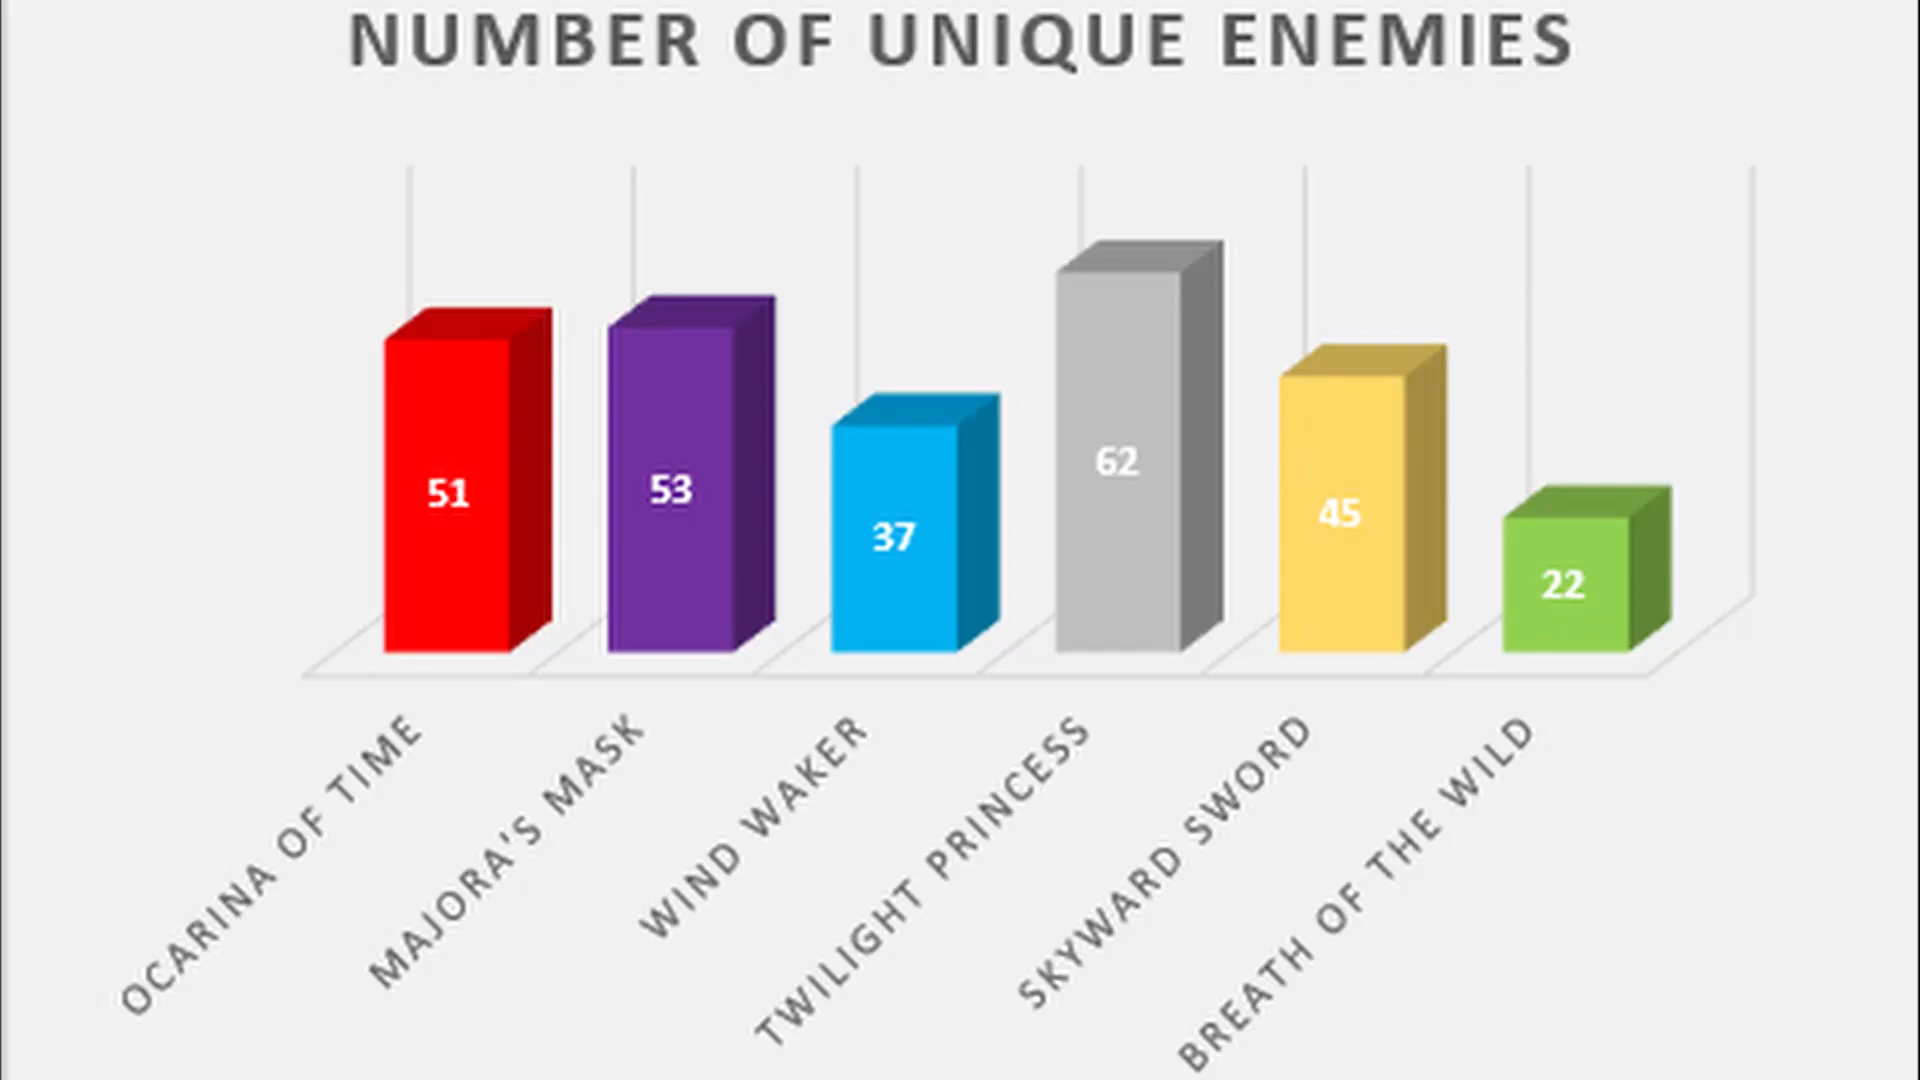 NUMBER OF UNIQUE ENEMIES
51
53
37
62
45
22
OCARINA OF TIME
MAJORA'S MASK
WIND WAKER
TWILIGHT PRINCESS
SKYWARD SWORD
BREATH OF THE WILD